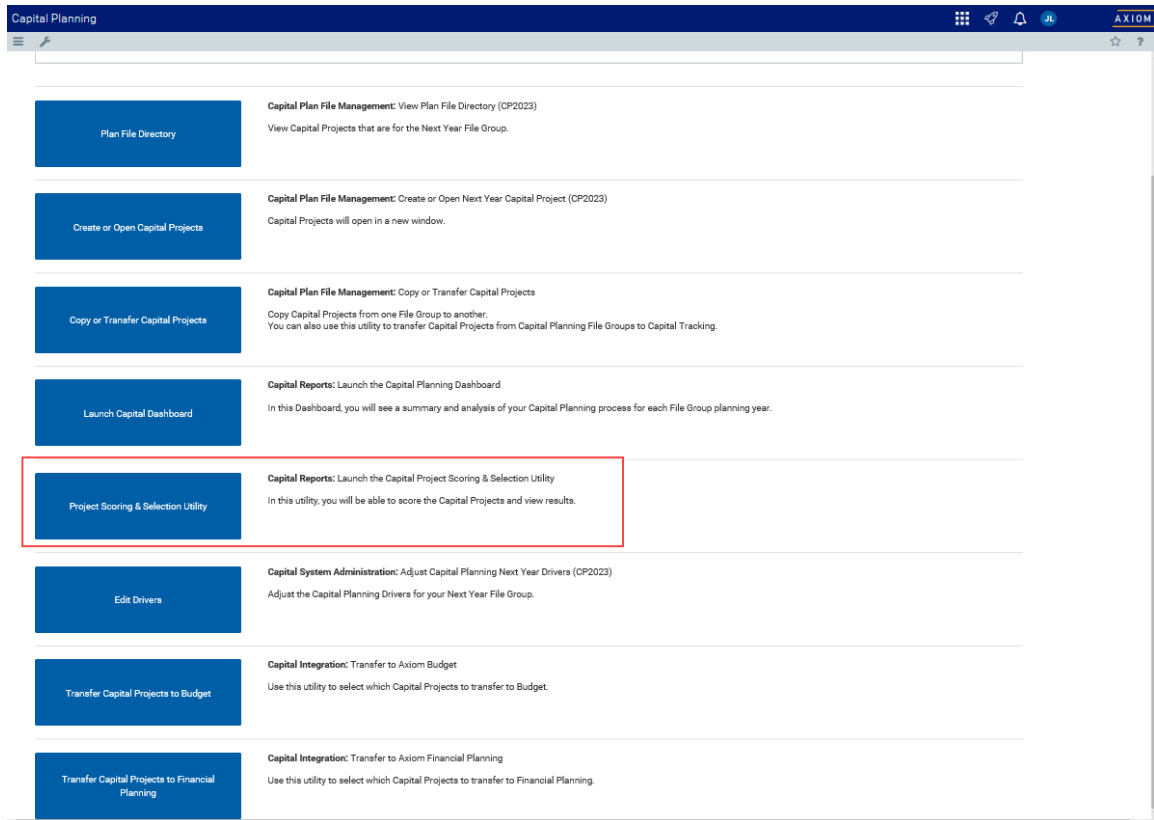 Capital Planning
JL
AXIOM
?
Plan File Directory
Capital Plan File Management: View Plan File Directory (CP2023)
View Capital Projects that are for the Next Year File Group.
Create or Open Capital Projects
Capital Plan File Management: Create or Open Next Year Capital Project (CP2023)
Capital Projects will open in a new window.
Copy or Transfer Capital Projects
Capital Plan File Management: Copy or Transfer Capital Projects
Copy Capital Projects from one File Group to another.
You can also use this utility to transfer Capital Projects from Capital Planning File Groups to Capital Tracking.
Launch Capital Dashboard
Capital Reports: Launch the Capital Planning Dashboard
In this Dashboard, you will see a summary and analysis of your Capital Planning process for each File Group planning year.
Project Scoring & Selection Utility
Capital Reports: Launch the Capital Project Scoring & Selection Utility
In this utility, you will be able to score the Capital Projects and view results.
Edit Drivers
Capital System Administration: Adjust Capital Planning Next Year Drivers (CP2023)
Adjust the Capital Planning Drivers for your Next Year File Group.
Transfer Capital Projects to Budget
Capital Integration: Transfer to Axiom Budget
Use this utility to select which Capital Projects to transfer to Budget.
Transfer Capital Projects to Financial
Planning
Capital Integration: Transfer to Axiom Financial Planning
Use this utility to select which Capital Projects to transfer to Financial Planning.